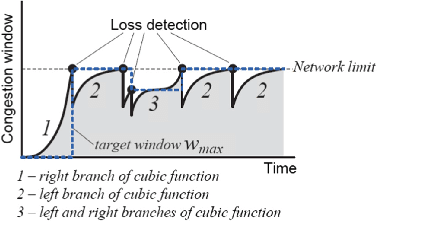 Loss detection
Congestion window
Network limit
2
2
2
3
1
target window Wmax
Time
1 – right branch of cubic function
2 – left branch of cubic function
3 – left and right branches of cubic function